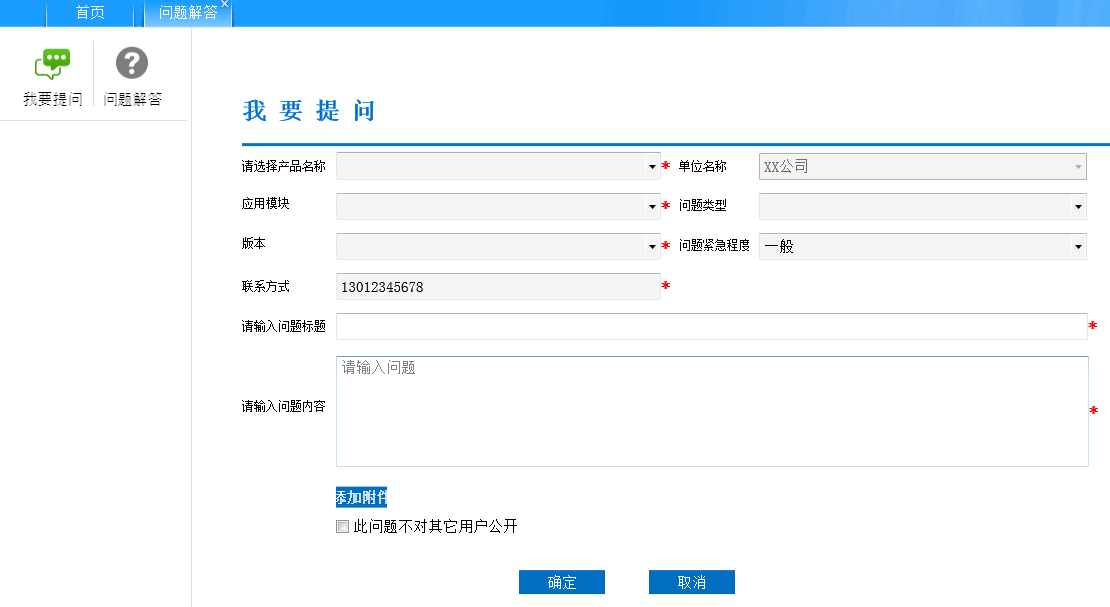 首页
问题解答
我要提问
问题解答
我要提问
请选择产品名称 * 单位名称 XX公司
应用模块 * 问题类型
版本 * 问题紧急程度 一般
联系方式 13012345678 *
请输入问题标题 *
请输入问题内容 请输入问题 *
添加附件
此问题不对其它用户公开
确定 取消